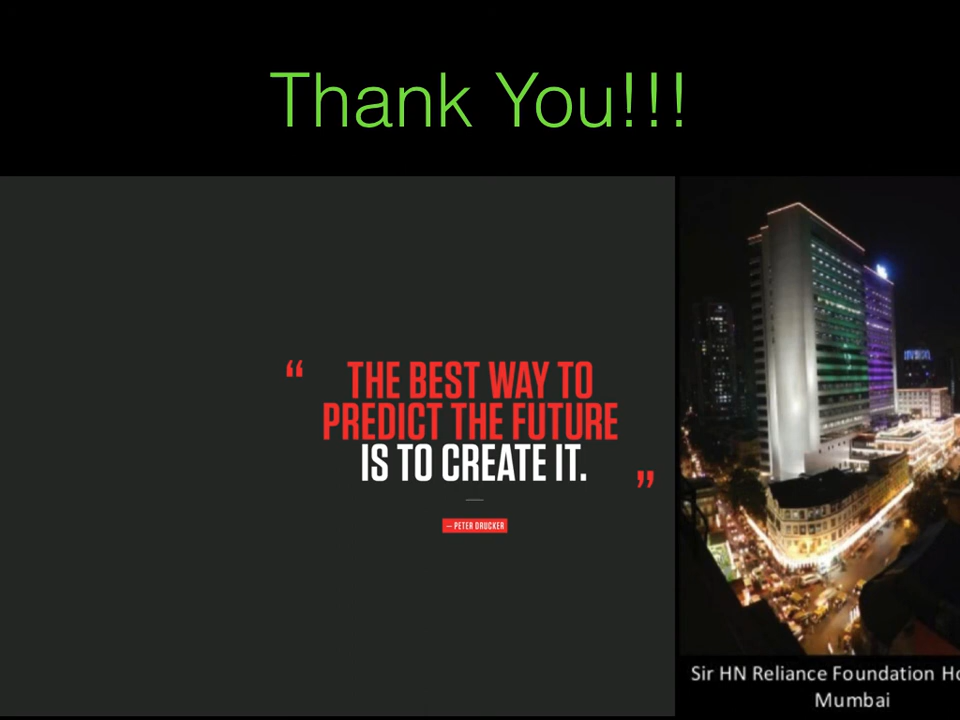 Thank You!!!
“ THE BEST WAY TO
PREDICT THE FUTURE
IS TO CREATE IT. ”
– PETER DRUCKER
Sir HN Reliance Foundation Ho
Mumbai